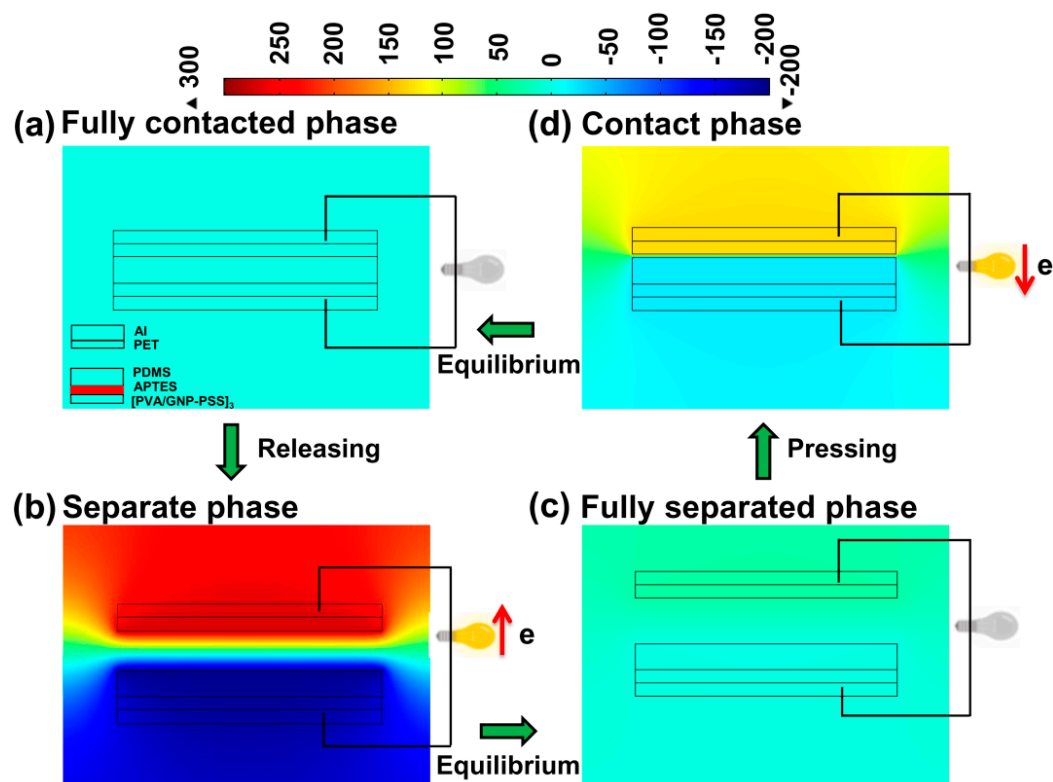 300
250
200
150
100
50
0
-50
-100
-150
-200
-200
(a) Fully contacted phase
(d) Contact phase
e
Al
PET
PDMS
APTES
[PVA/GNP-PSS]3
Equilibrium
Releasing
Pressing
(b) Separate phase
(c) Fully separated phase
e
Equilibrium